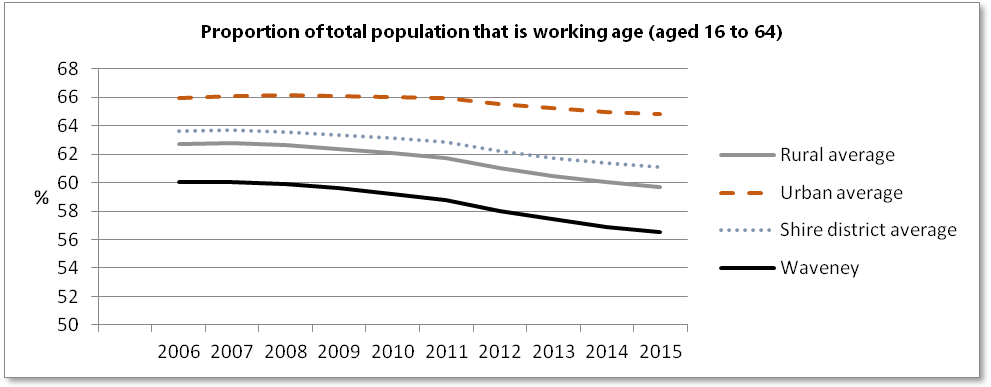 Proportion of total population that is working age (aged 16 to 64)
68
66
64
62
60
58
56
54
52
50
%
2006 2007 2008 2009 2010 2011 2012 2013 2014 2015
Rural average
Urban average
Shire district average
Waveney